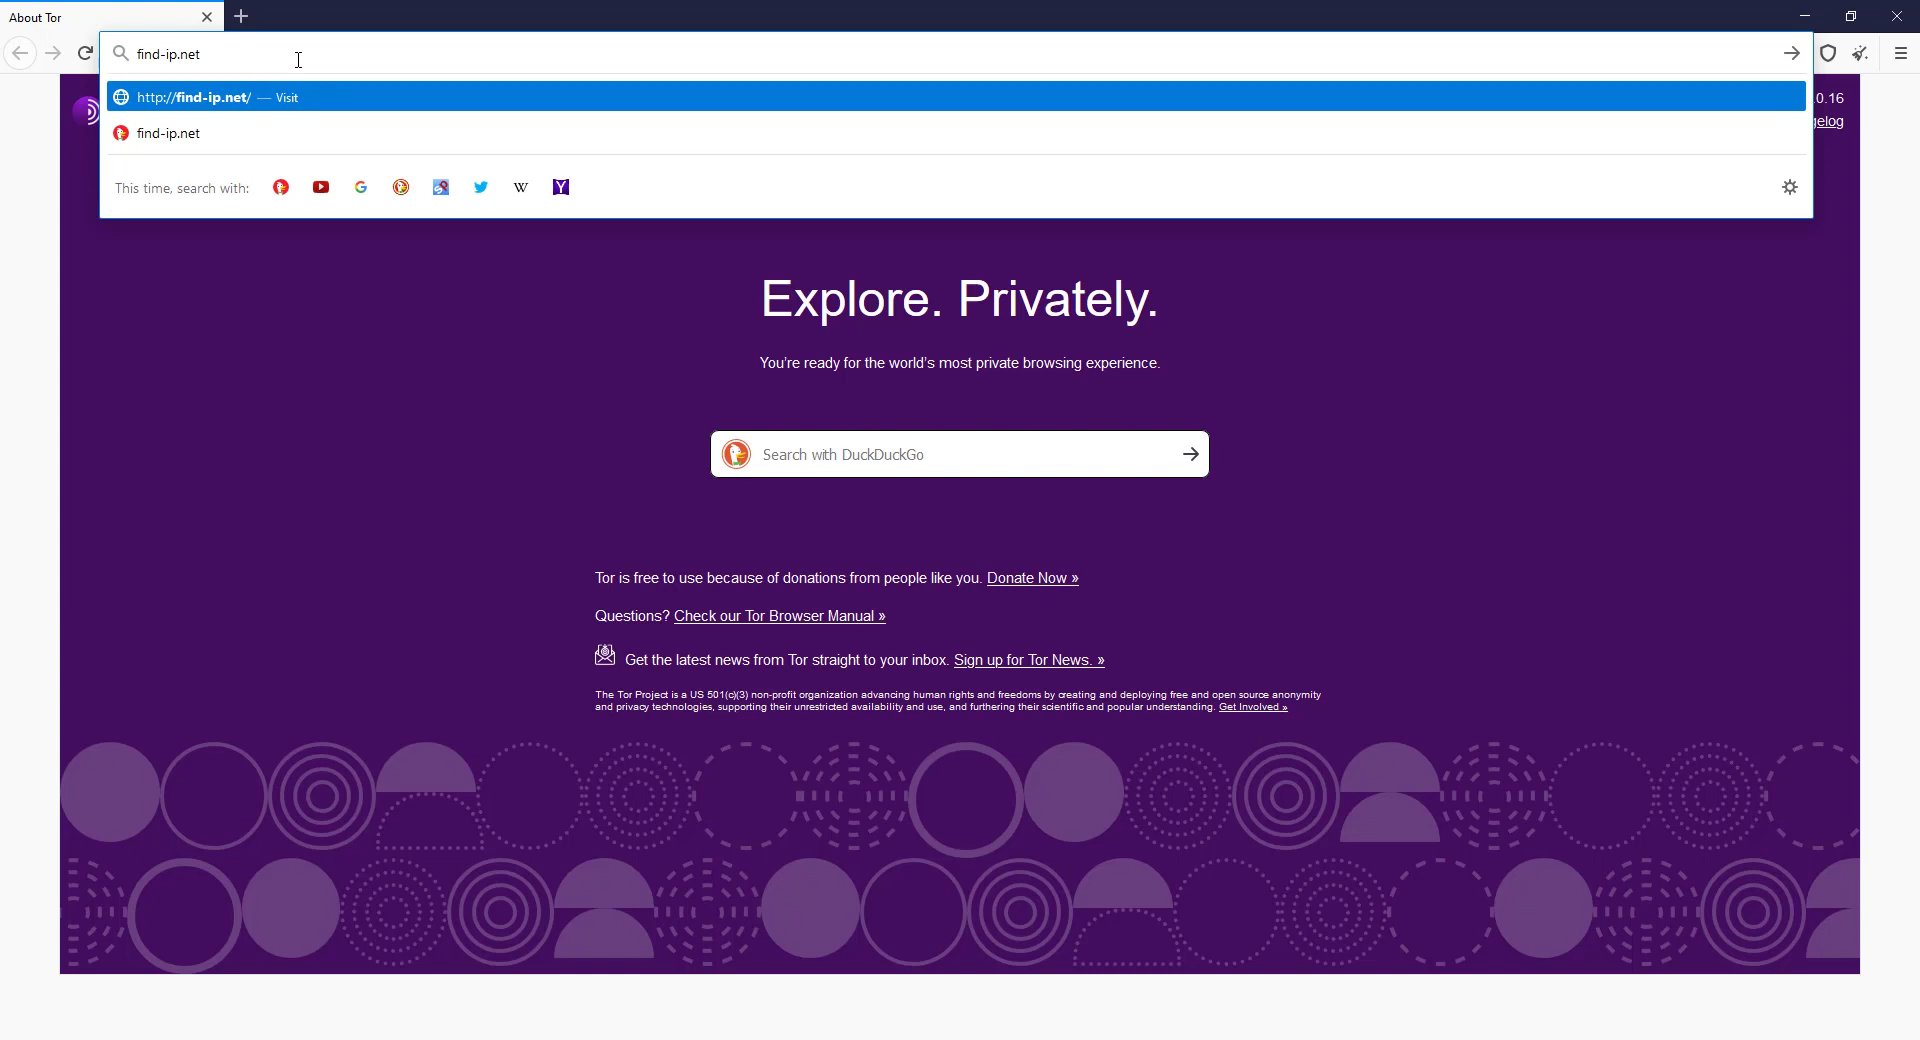 About Tor
find-ip.net
http://find-ip.net/ — Visit
find-ip.net
This time, search with:
W
Y
0.16
gelog
Explore. Privately.
You're ready for the world's most private browsing experience.
Search with DuckDuckGo
Tor is free to use because of donations from people like you. Donate Now »
Questions? Check our Tor Browser Manual »
Get the latest news from Tor straight to your inbox. Sign up for Tor News. »
The Tor Project is a US 501(c)(3) non-profit organization advancing human rights and freedoms by creating and deploying free and open source anonymity
and privacy technologies, supporting their unrestricted availability and use, and furthering their scientific and popular understanding. Get Involved »